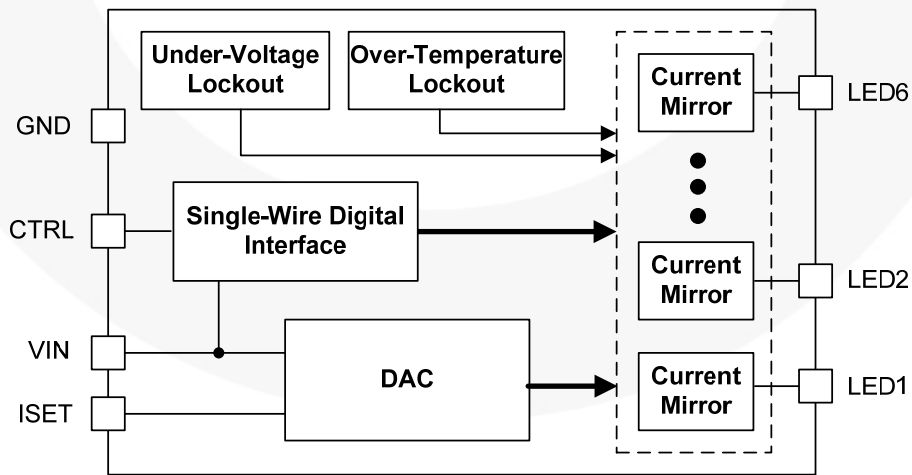 Under-Voltage
Lockout
Over-Temperature
Lockout
Current
Mirror
LED6
GND
CTRL
Single-Wire Digital
Interface
Current
Mirror
LED2
VIN
DAC
Current
Mirror
LED1
ISET